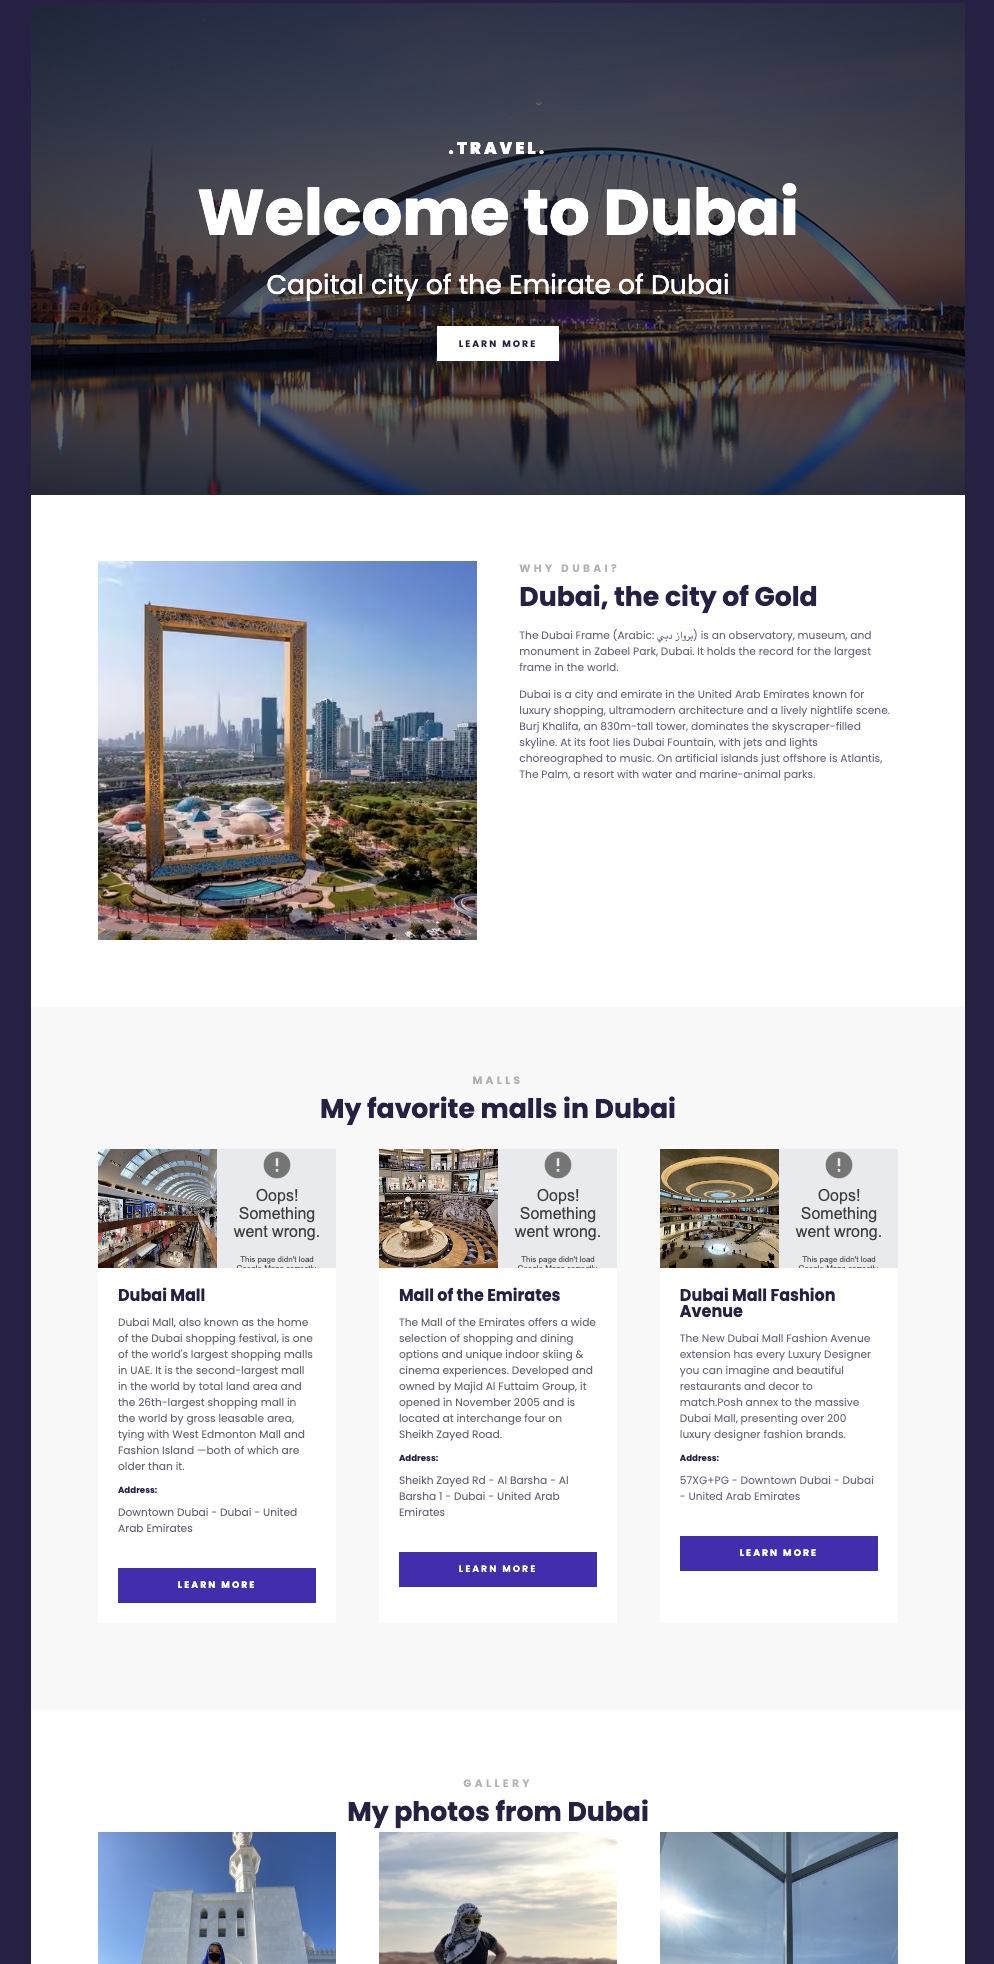 .TRAVEL.
Welcome to Dubai
Capital city of the Emirate of Dubai
LEARN MORE
WHY DUBAI?
Dubai, the city of Gold
The Dubai Frame (Arabic: برواز دبي) is an observatory, museum, and
monument in Zabeel Park, Dubai. It holds the record for the largest
frame in the world.
Dubai is a city and emirate in the United Arab Emirates known for
luxury shopping, ultramodern architecture and a lively nightlife scene.
Burj Khalifa, an 830m-tall tower, dominates the skyscraper-filled
skyline. At its foot lies Dubai Fountain, with jets and lights
choreographed to music. On artificial islands just offshore is Atlantis,
The Palm, a resort with water and marine-animal parks.
MALLS
My favorite malls in Dubai
Oops!
Something
went wrong.
This page didn't load
Dubai Mall
Dubai Mall, also known as the home
of the Dubai shopping festival, is one
of the world's largest shopping malls
in UAE. It is the second-largest mall
in the world by total land area and
the 26th-largest shopping mall in
the world by gross leasable area,
tying with West Edmonton Mall and
Fashion Island —both of which are
older than it.
Address:
Downtown Dubai - Dubai - United
Arab Emirates
LEARN MORE
Oops!
Something
went wrong.
This page didn't load
Mall of the Emirates
The Mall of the Emirates offers a wide
selection of shopping and dining
options and unique indoor skiing &
cinema experiences. Developed and
owned by Majid Al Futtaim Group, it
opened in November 2005 and is
located at interchange four on
Sheikh Zayed Road.
Address:
Sheikh Zayed Rd - Al Barsha - Al
Barsha 1 - Dubai - United Arab
Emirates
LEARN MORE
Oops!
Something
went wrong.
This page didn't load
Dubai Mall Fashion
Avenue
The New Dubai Mall Fashion Avenue
extension has every Luxury Designer
you can imagine and beautiful
restaurants and decor to
match.Posh annex to the massive
Dubai Mall, presenting over 200
luxury designer fashion brands.
Address:
57XG+PG - Downtown Dubai - Dubai
- United Arab Emirates
LEARN MORE
GALLERY
My photos from Dubai